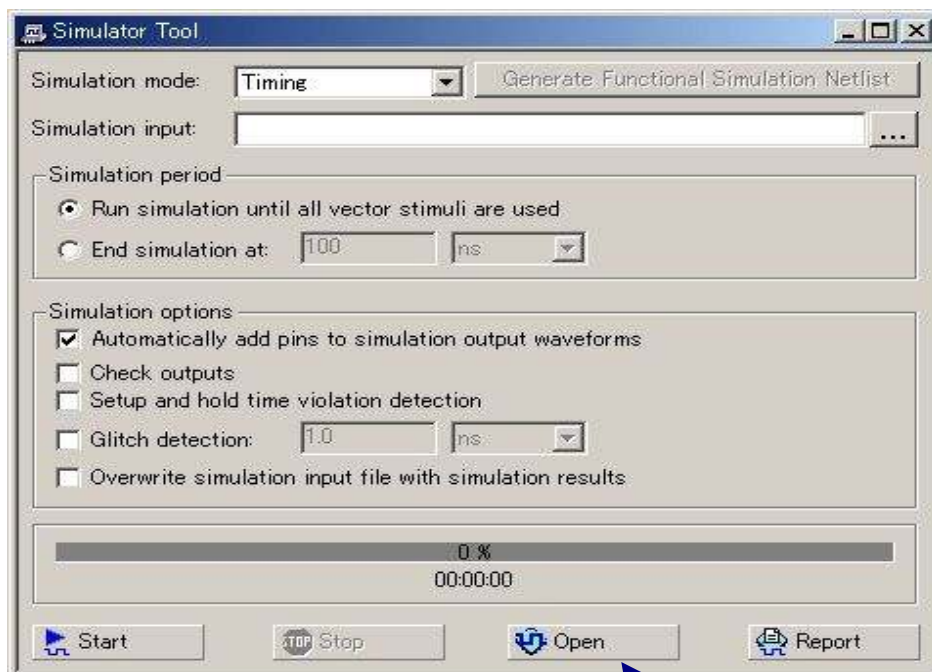 Simulator Tool
Simulation mode: Timing Generate Functional Simulation Netlist
Simulation input: ...
Simulation period
Run simulation until all vector stimuli are used
End simulation at: 100 ns
Simulation options
Automatically add pins to simulation output waveforms
Check outputs
Setup and hold time violation detection
Glitch detection: 1.0 ns
Overwrite simulation input file with simulation results
0 %
00:00:00
Start STOP Stop Open Report